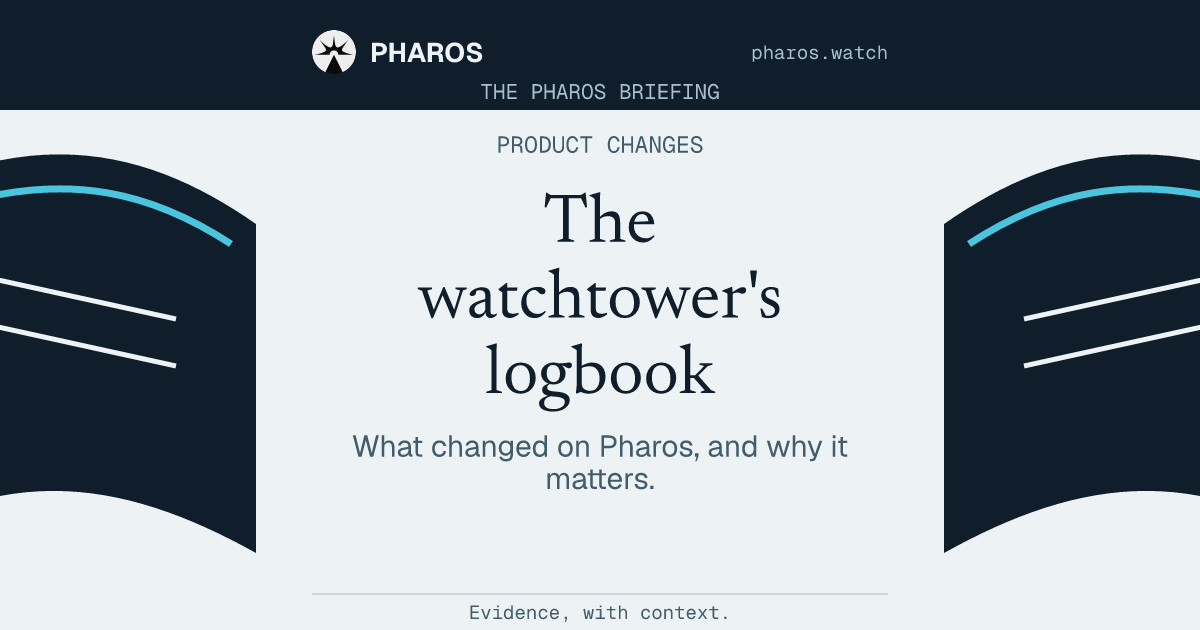 PHAROS
pharos.watch
THE PHAROS BRIEFING
PRODUCT CHANGES
The
watchtower's
logbook
What changed on Pharos, and why it
matters.
Evidence, with context.